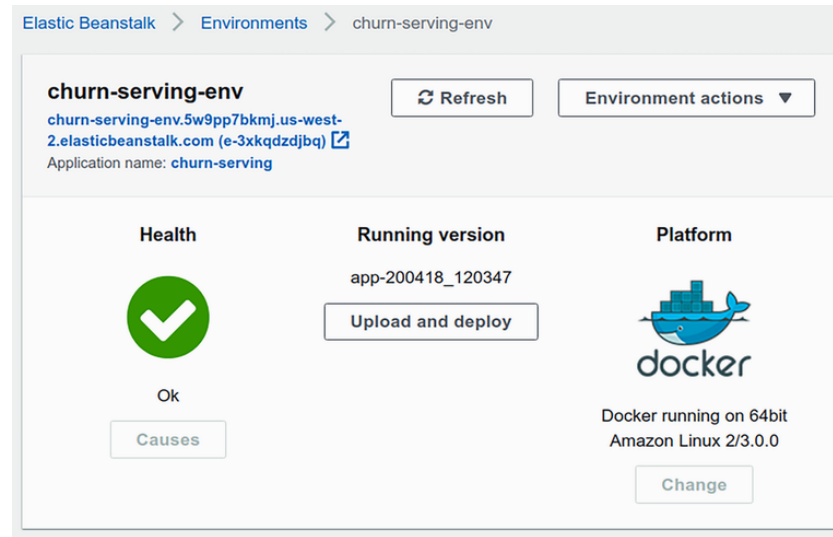 Elastic Beanstalk > Environments > churn-serving-env
churn-serving-env
Refresh
Environment actions ▼
churn-serving-env.5w9pp7bkmj.us-west-
2.elasticbeanstalk.com (e-3xkqdzdjbq)
Application name: churn-serving
Health
Running version
Platform
app-200418_120347
Upload and deploy
docker
Ok
Causes
Docker running on 64bit
Amazon Linux 2/3.0.0
Change